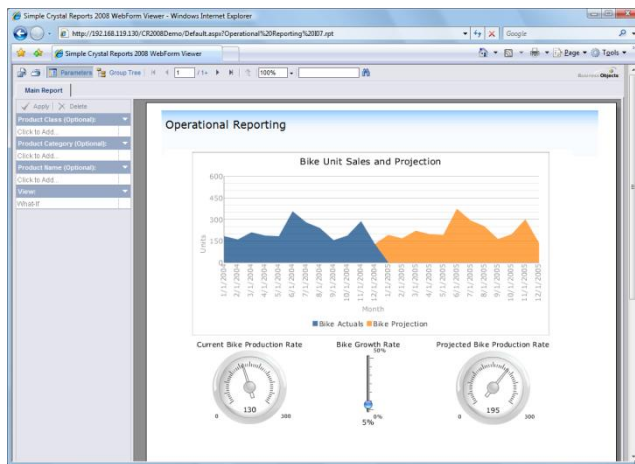 Simple Crystal Reports 2008 WebForm Viewer - Windows Internet Explorer
http://192.168.119.130/CR2008Demo/Default.aspx?Operational%20Reporting%20I07.rpt
Google
Simple Crystal Reports 2008 WebForm Viewer
Page Tools
Parameters Group Tree 1 /1+ 100%
Business Objects
Main Report
Apply Delete
Product Class (Optional):
Click to Add...
Product Category (Optional):
Click to Add...
Product Name (Optional):
Click to Add...
View:
What-If
Operational Reporting
Bike Unit Sales and Projection
600
450
300
150
0
Units
1/1/2004 2/1/2004 3/1/2004 4/1/2004 5/1/2004 6/1/2004 7/1/2004 8/1/2004 9/1/2004 10/1/2004 11/1/2004 12/1/2004 1/1/2005 2/1/2005 3/1/2005 4/1/2005 5/1/2005 6/1/2005 7/1/2005 8/1/2005 9/1/2005 10/1/2005 11/1/2005 12/1/2005
Month
Bike Actuals Bike Projection
Current Bike Production Rate Bike Growth Rate Projected Bike Production Rate
50%
130 195
0 300 0% 0 300
5%